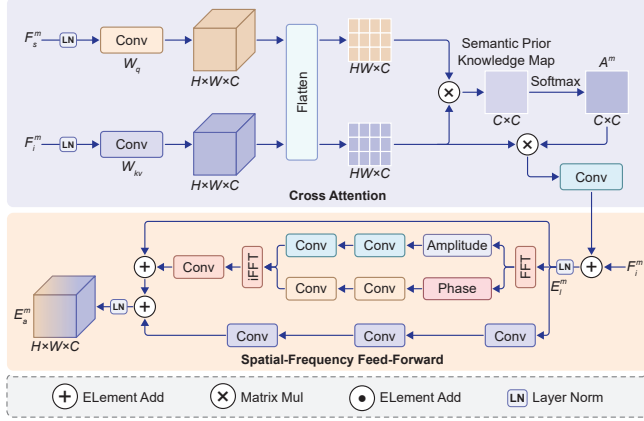 F_s^m LN Conv W_q H×W×C Flatten HW×C Semantic Prior Knowledge Map Softmax A^m
C×C C×C
F_i^m LN Conv W_kv H×W×C HW×C
Conv
Cross Attention
Conv Conv Amplitude
Conv IFFT FFT LN F_i^m
Conv Conv Phase
E_i^m
E_a^m LN
H×W×C
Conv Conv Conv
Spatial-Frequency Feed-Forward
ELement Add Matrix Mul ELement Add LN Layer Norm